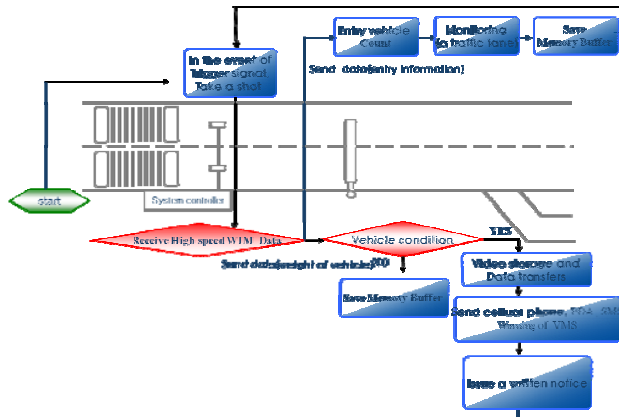 Entry vehicle
Count
Monitoring
(a traffic lane)
Save
Memory Buffer
In the event of
Trigger signal,
Take a shot
Send data(entry information)
start
System controller
Receive High speed WIM Data
Vehicle condition
YES
Send data(weight of vehicle)
NO
Video storage and
Data transfers
Save Memory Buffer
Send cellular phone, PDA, SMS
Winning of VMS
Issue a written notice